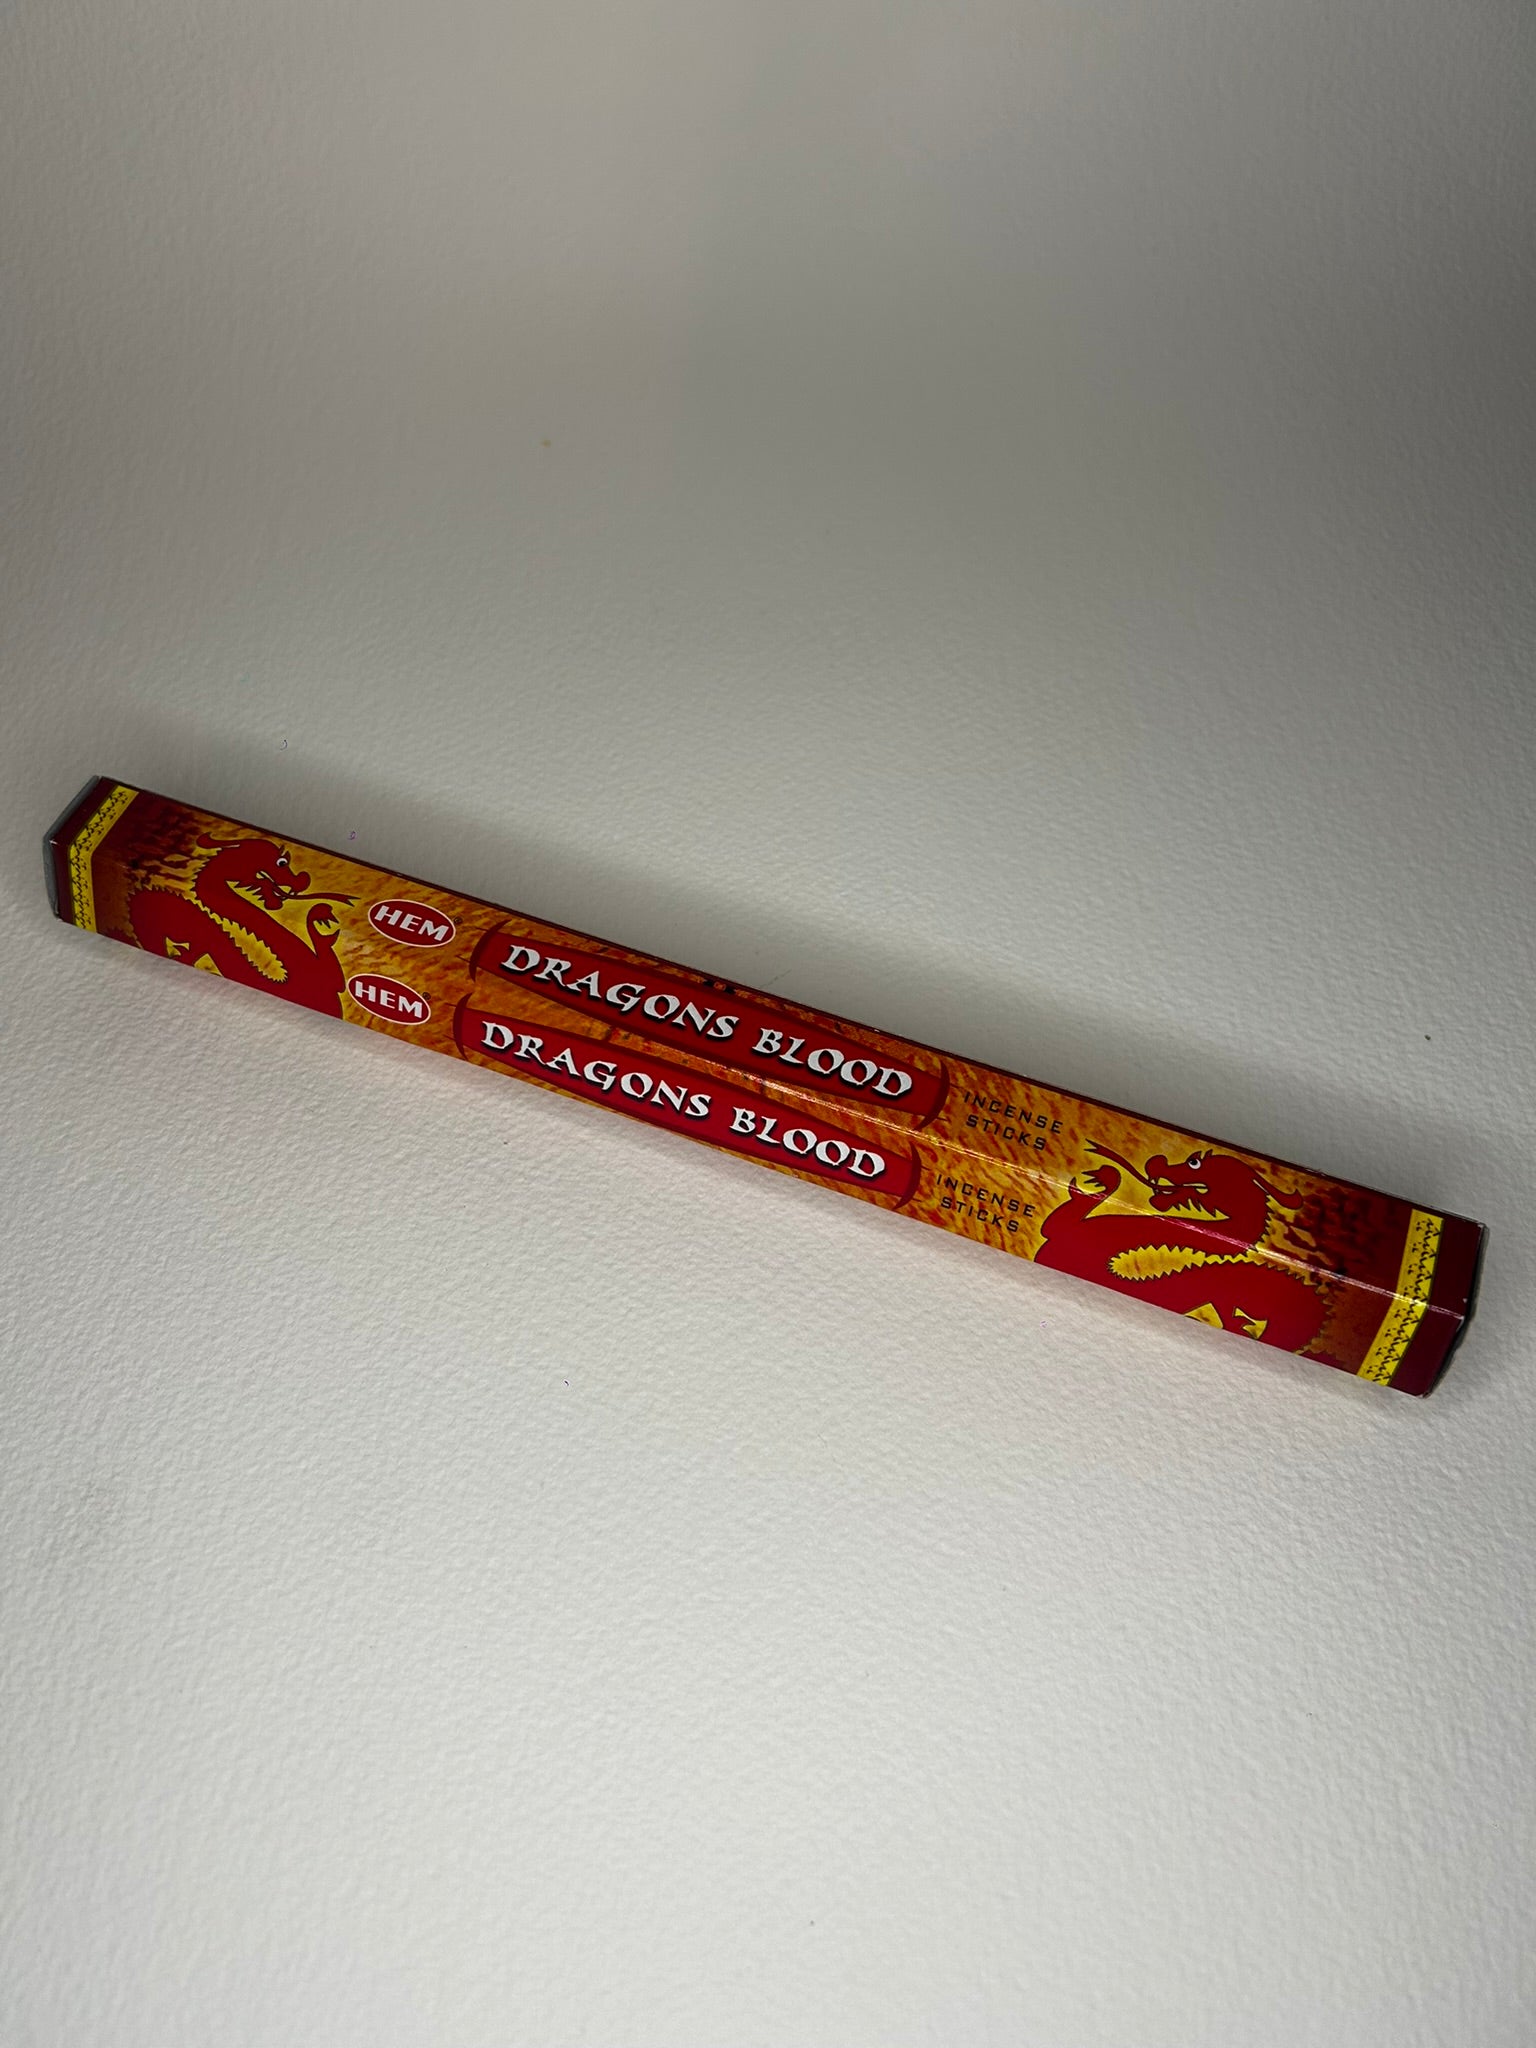 HEM
DRAGONS BLOOD
INCENSE
STICKS
HEM
DRAGONS BLOOD
INCENSE
STICKS